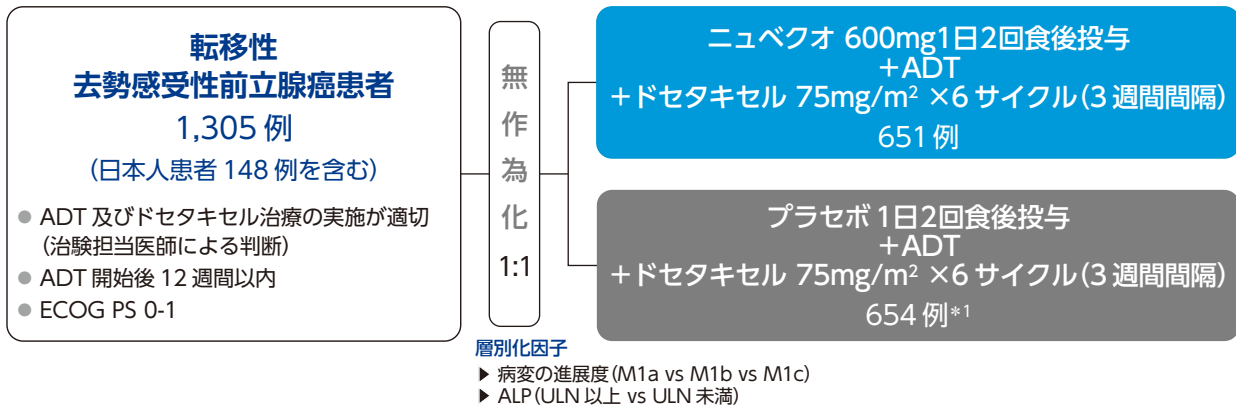 転移性
去勢感受性前立腺癌患者
1,305 例
(日本人患者 148 例を含む)
● ADT 及びドセタキセル治療の実施が適切
(治験担当医師による判断)
● ADT 開始後 12 週間以内
● ECOG PS 0-1
無
作
為
化
1:1
層別化因子
▶ 病変の進展度(M1a vs M1b vs M1c)
▶ ALP(ULN 以上 vs ULN 未満)
ニュベクオ 600mg1日2回食後投与
+ADT
+ドセタキセル 75mg/m² ×6 サイクル(3 週間間隔)
651 例
プラセボ 1日2回食後投与
+ADT
+ドセタキセル 75mg/m² ×6 サイクル(3 週間間隔)
654 例*1